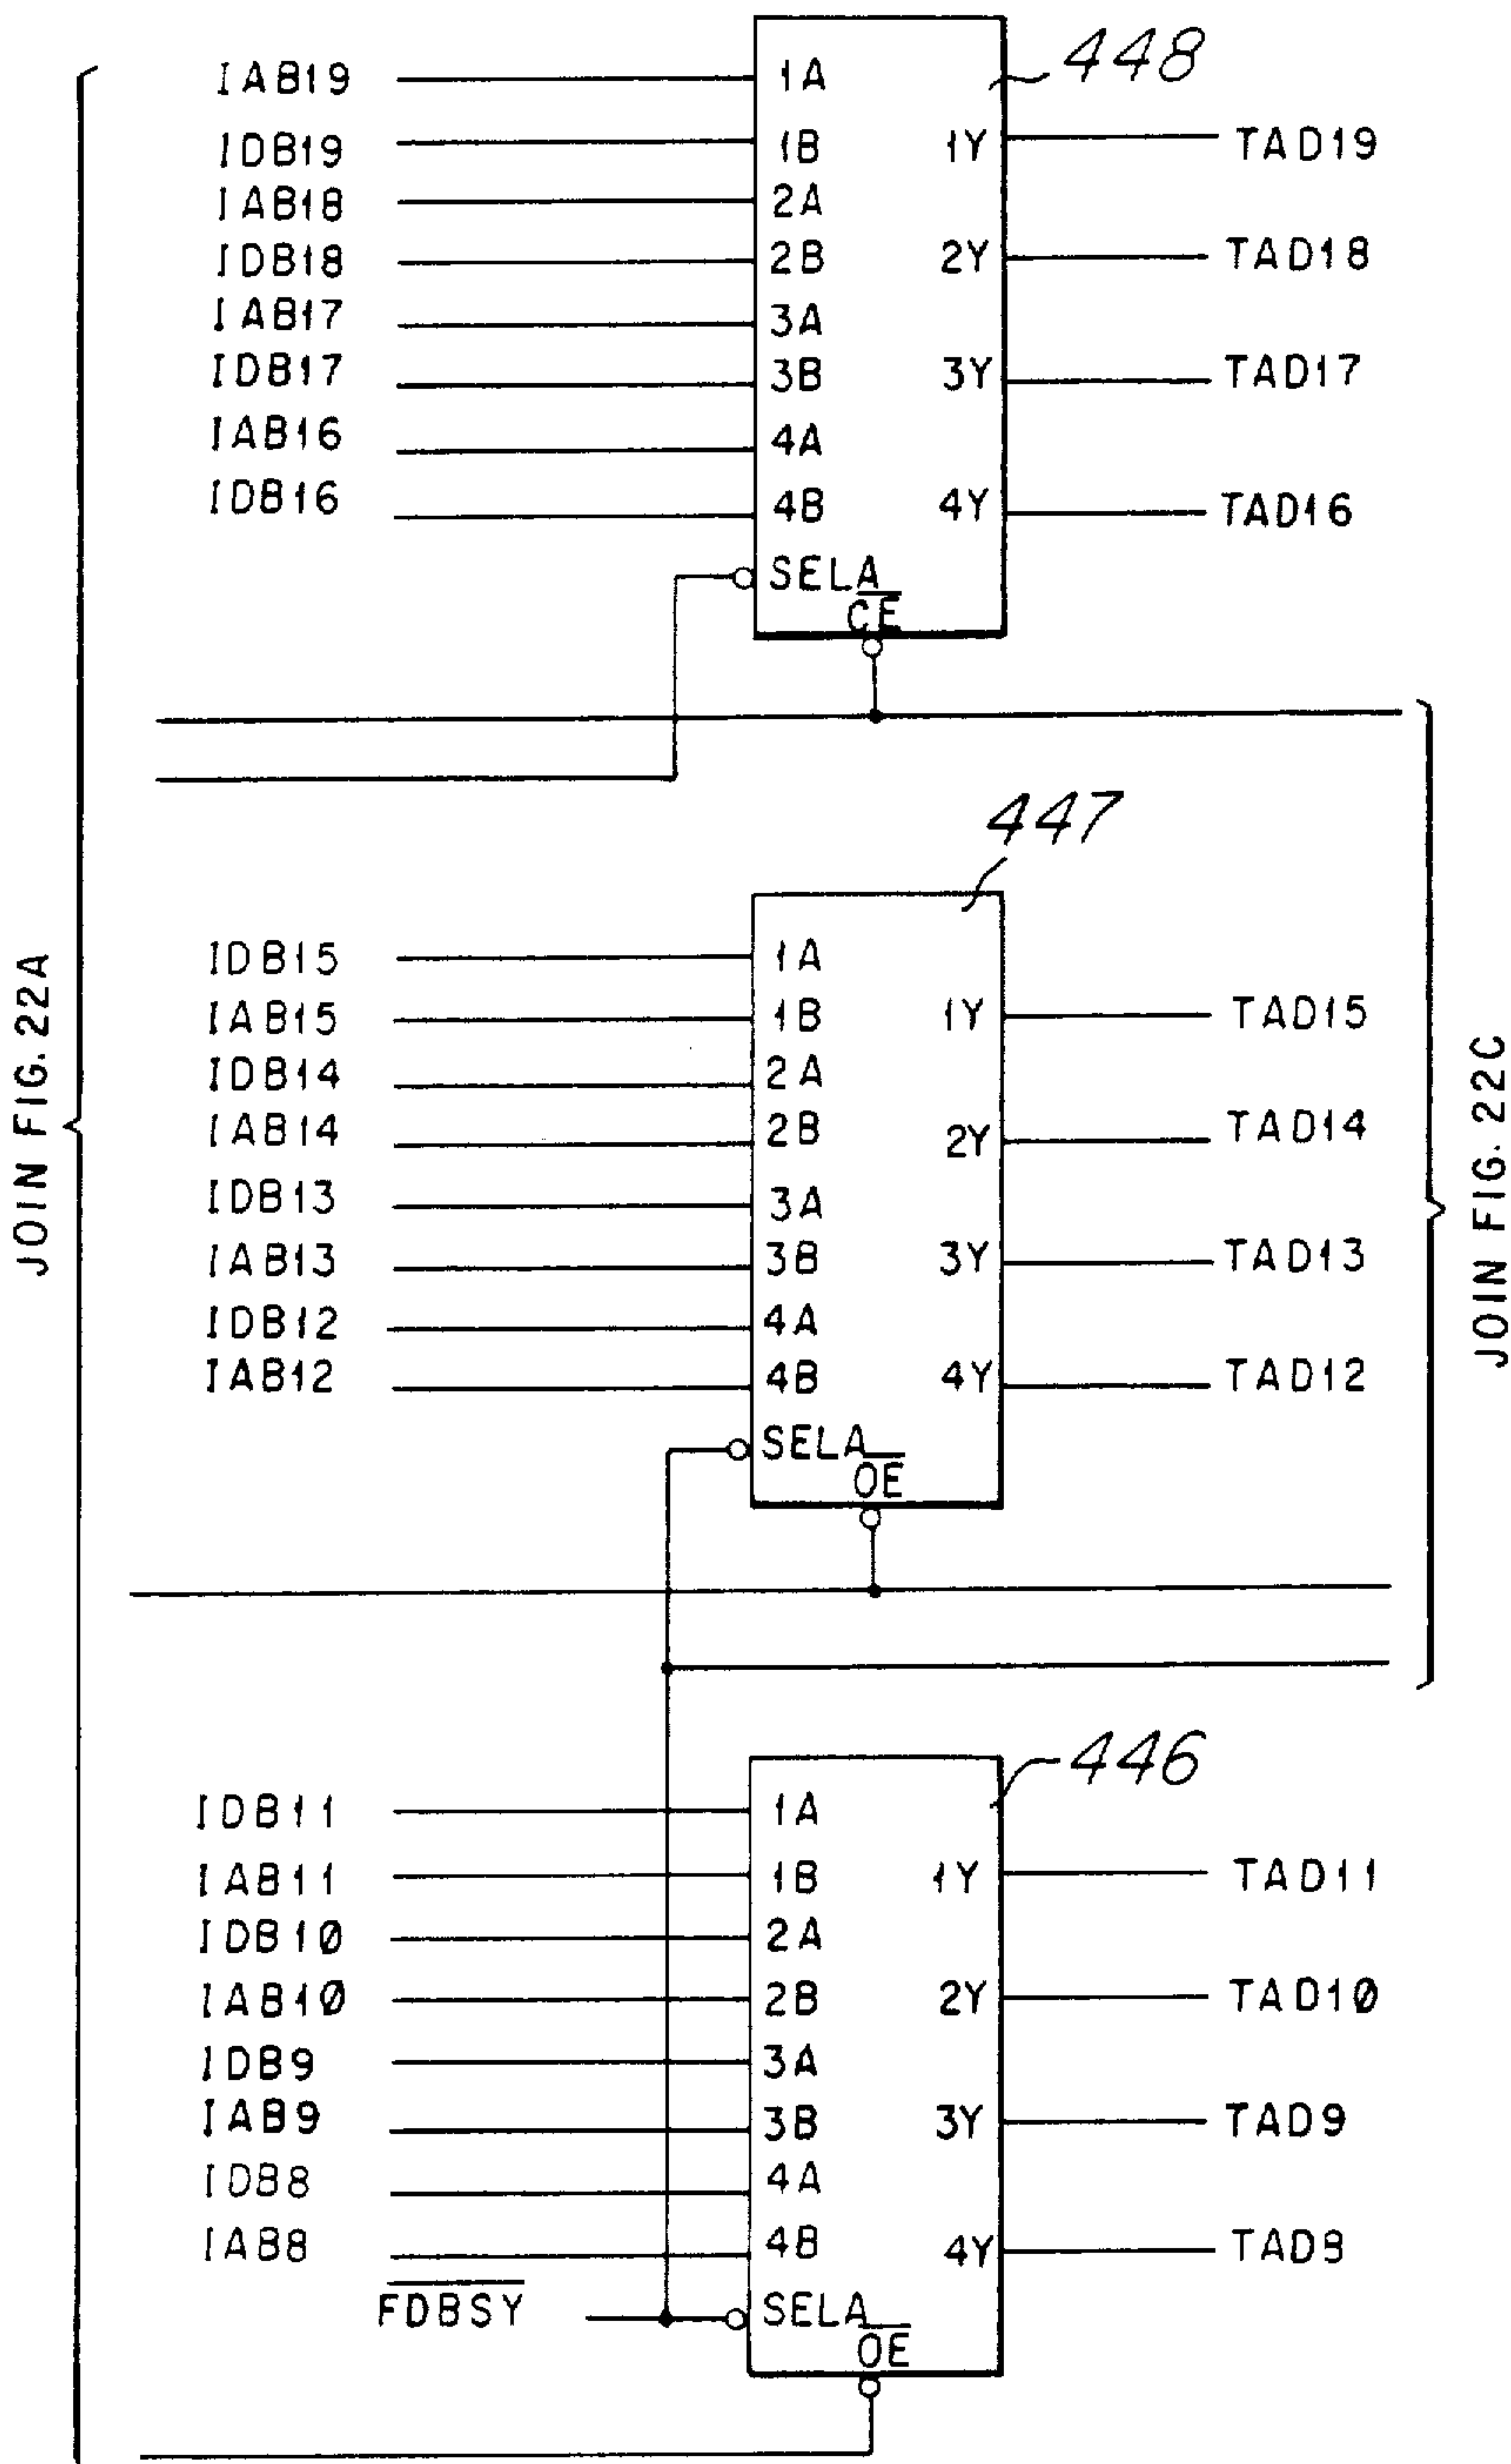 448
IAB19 1A
IDB19 1B 1Y TAD19
IAB18 2A
IDB18 2B 2Y TAD18
IAB17 3A
IDB17 3B 3Y TAD17
IAB16 4A
IDB16 4B 4Y TAD16
SELA
CE
447
IDB15 1A
IAB15 1B 1Y TAD15
IDB14 2A
IAB14 2B 2Y TAD14
IDB13 3A
IAB13 3B 3Y TAD13
IDB12 4A
IAB12 4B 4Y TAD12
SELA
OE
446
IDB11 1A
IAB11 1B 1Y TAD11
IDB10 2A
IAB10 2B 2Y TAD10
IDB9 3A
IAB9 3B 3Y TAD9
IDB8 4A
IAB8 4B 4Y TAD8
FDBSY SELA
OE
JOIN FIG. 22A
JOIN FIG. 22C